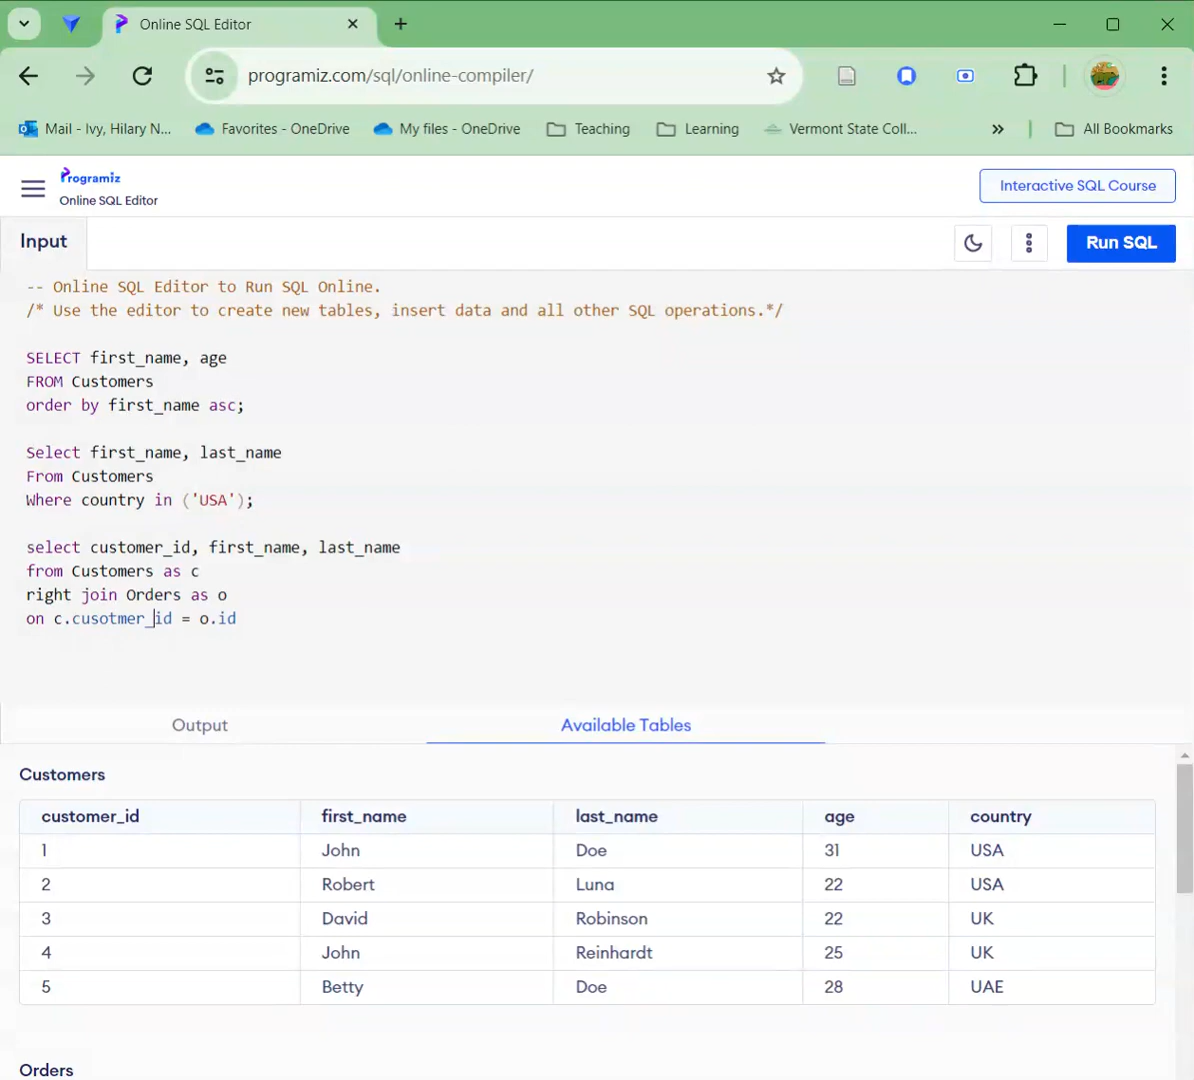 Online SQL Editor
programiz.com/sql/online-compiler/
Mail - Ivy, Hilary N... Favorites - OneDrive My files - OneDrive Teaching Learning Vermont State Coll... » All Bookmarks
Programiz
Online SQL Editor
Interactive SQL Course
Input
Run SQL
-- Online SQL Editor to Run SQL Online.
/* Use the editor to create new tables, insert data and all other SQL operations.*/
SELECT first_name, age
FROM Customers
order by first_name asc;
Select first_name, last_name
From Customers
Where country in ('USA');
select customer_id, first_name, last_name
from Customers as c
right join Orders as o
on c.cusotmer_id = o.id
Output Available Tables
Customers
customer_id first_name last_name age country
1 John Doe 31 USA
2 Robert Luna 22 USA
3 David Robinson 22 UK
4 John Reinhardt 25 UK
5 Betty Doe 28 UAE
Orders